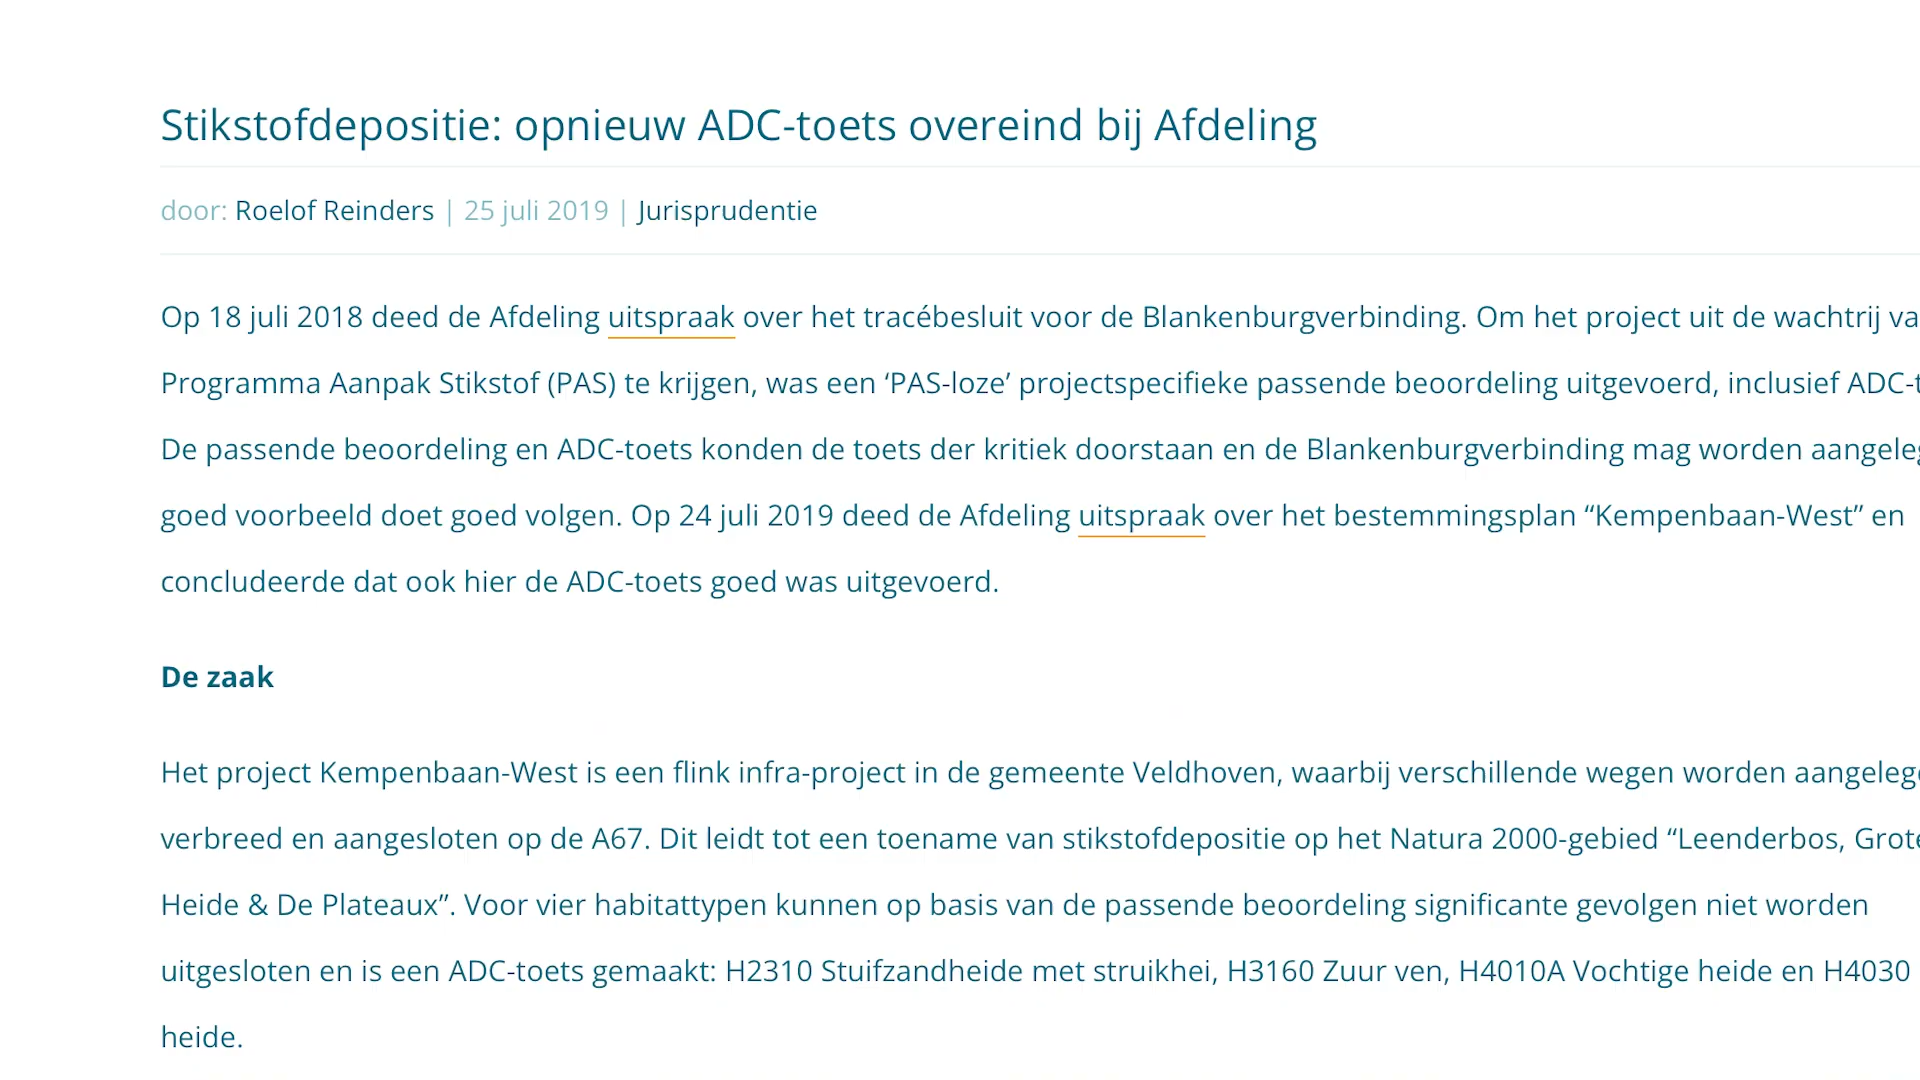 Stikstofdepositie: opnieuw ADC-toets overeind bij Afdeling
door: Roelof Reinders | 25 juli 2019 | Jurisprudentie
Op 18 juli 2018 deed de Afdeling uitspraak over het tracébesluit voor de Blankenburgverbinding. Om het project uit de wachtrij
Programma Aanpak Stikstof (PAS) te krijgen, was een ‘PAS-loze’ projectspecifieke passende beoordeling uitgevoerd, inclusief
De passende beoordeling en ADC-toets konden de toets der kritiek doorstaan en de Blankenburgverbinding mag worden
goed voorbeeld doet goed volgen. Op 24 juli 2019 deed de Afdeling uitspraak over het bestemmingsplan “Kempenbaan-West” en
concludeerde dat ook hier de ADC-toets goed was uitgevoerd.
De zaak
Het project Kempenbaan-West is een flink infra-project in de gemeente Veldhoven, waarbij verschillende wegen worden
verbreed en aangesloten op de A67. Dit leidt tot een toename van stikstofdepositie op het Natura 2000-gebied “Leenderbos,
Heide & De Plateaux”. Voor vier habitattypen kunnen op basis van de passende beoordeling significante gevolgen niet worden
uitgesloten en is een ADC-toets gemaakt: H2310 Stuifzandheide met struikhei, H3160 Zuur ven, H4010A Vochtige heide en H4030
heide.